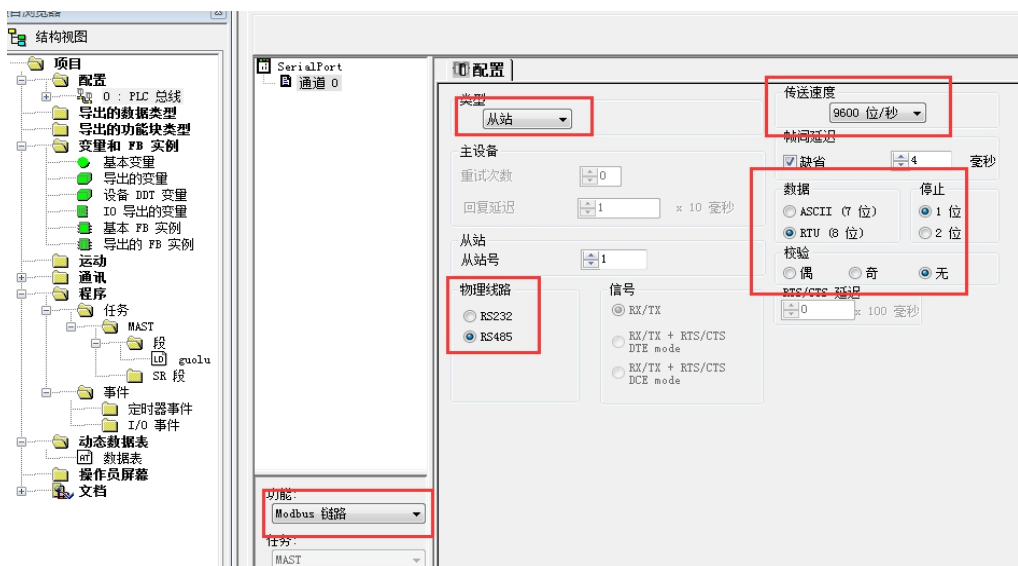 结构视图
项目
配置
0 : PLC 总线
导出的数据类型
导出的功能块类型
变量和 FB 实例
基本变量
导出的变量
设备 DDT 变量
IO 导出的变量
基本 FB 实例
导出的 FB 实例
运动
通讯
程序
任务
MAST
段
LD guolu
SR 段
事件
定时器事件
I/O 事件
动态数据表
数据表
操作员屏幕
文档
SerialPort
通道 0
功能:
Modbus 链路
任务:
MAST
配置
类型
从站
主设备
重试次数 0
回复延迟 1 x 10 毫秒
从站
从站号 1
物理线路
RS232
RS485
信号
RX/TX
RX/TX + RTS/CTS
DTE mode
RX/TX + RTS/CTS
DCE mode
传送速度
9600 位/秒
帧间延迟
缺省 4 毫秒
数据
ASCII (7 位)
RTU (8 位)
停止
1 位
2 位
校验
偶 奇 无
RTS/CTS 延迟
0 x 100 毫秒